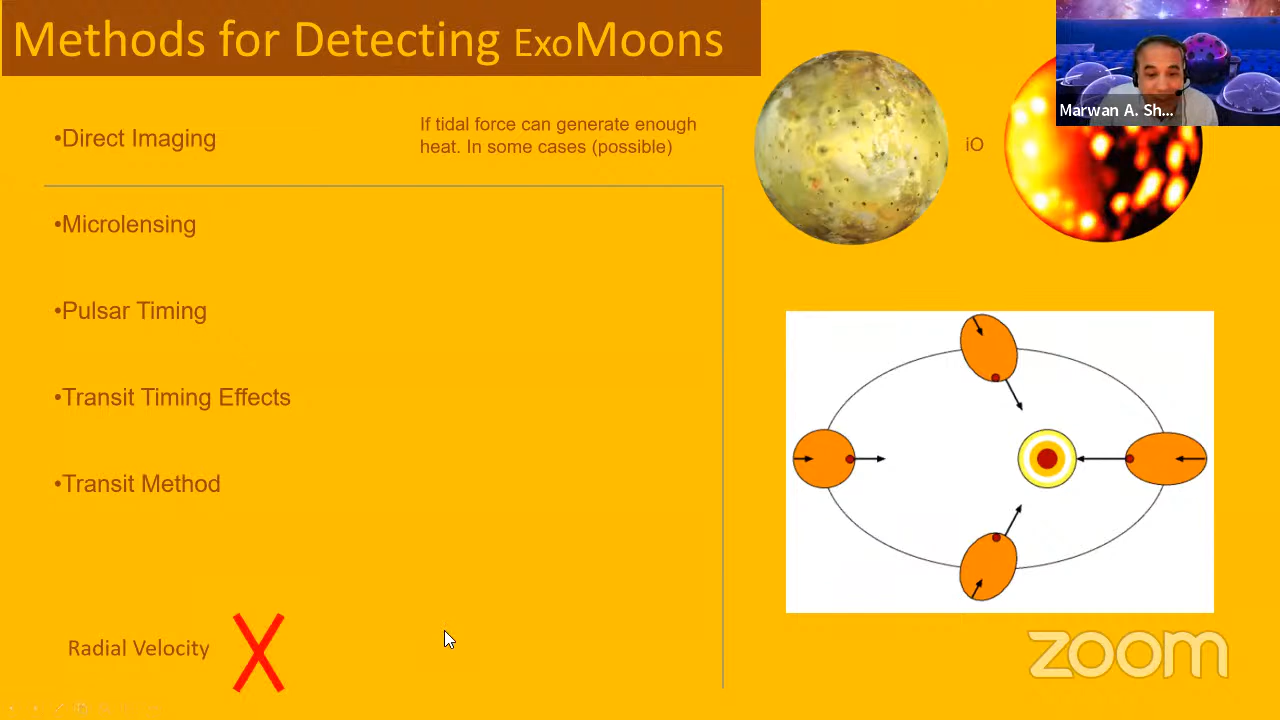 Methods for Detecting ExoMoons
•Direct Imaging
If tidal force can generate enough
heat. In some cases (possible)
iO
Marwan A. Sh...
•Microlensing
•Pulsar Timing
•Transit Timing Effects
•Transit Method
Radial Velocity
zoom